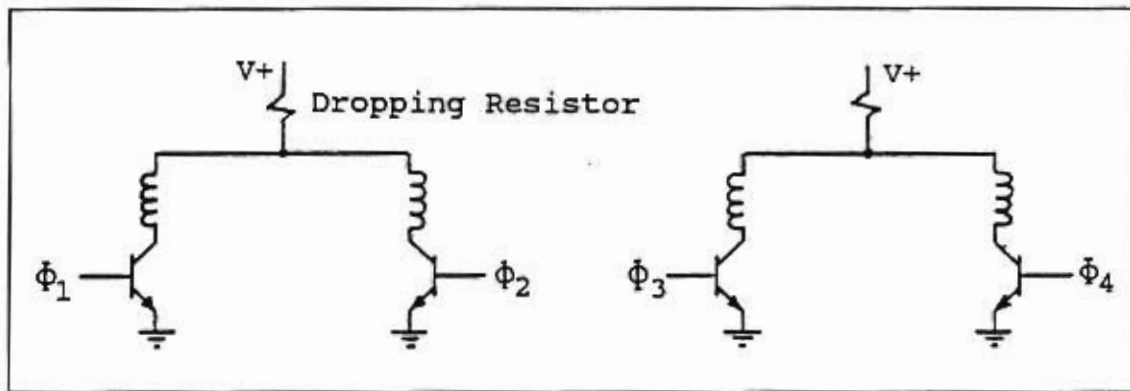 V+
Dropping Resistor
V+
Φ1
Φ2
Φ3
Φ4